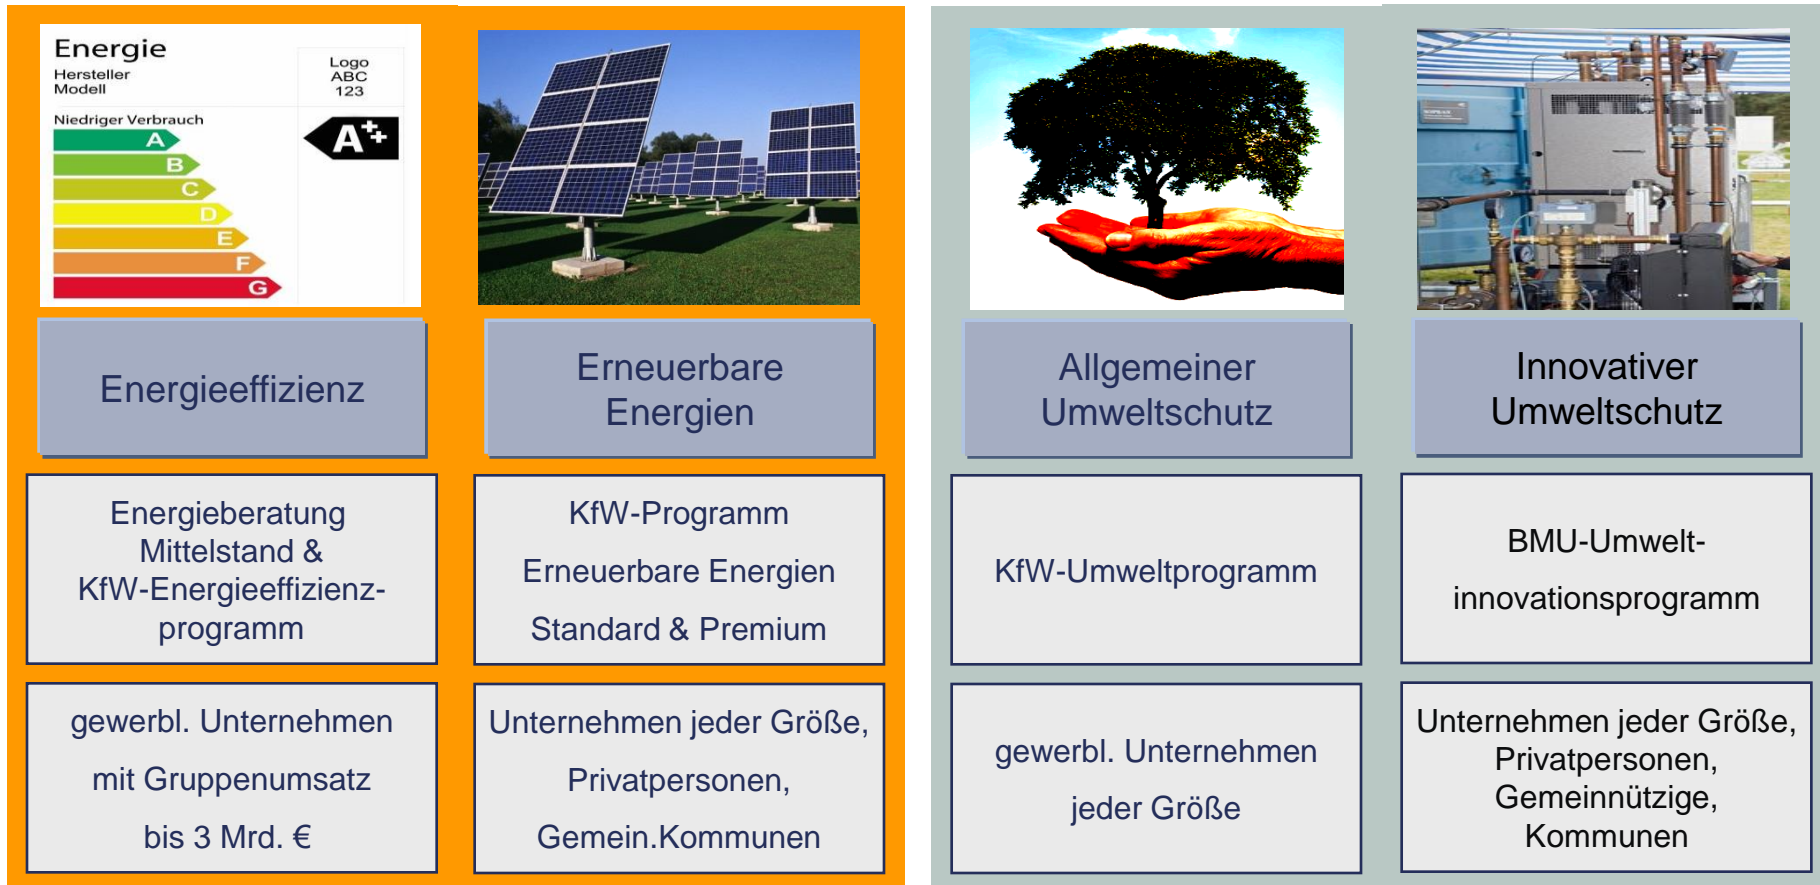 Energie
Hersteller
Modell
Logo
ABC
123
Niedriger Verbrauch
A
B
C
D
E
F
G
A++
Energieeffizienz
Energieberatung
Mittelstand &
KfW-Energieeffizienz-
programm
gewerbl. Unternehmen
mit Gruppenumsatz
bis 3 Mrd. €
Erneuerbare
Energien
KfW-Programm
Erneuerbare Energien
Standard & Premium
Unternehmen jeder Größe,
Privatpersonen,
Gemein.Kommunen
Allgemeiner
Umweltschutz
KfW-Umweltprogramm
gewerbl. Unternehmen
jeder Größe
Innovativer
Umweltschutz
BMU-Umwelt-
innovationsprogramm
Unternehmen jeder Größe,
Privatpersonen,
Gemeinnützige,
Kommunen